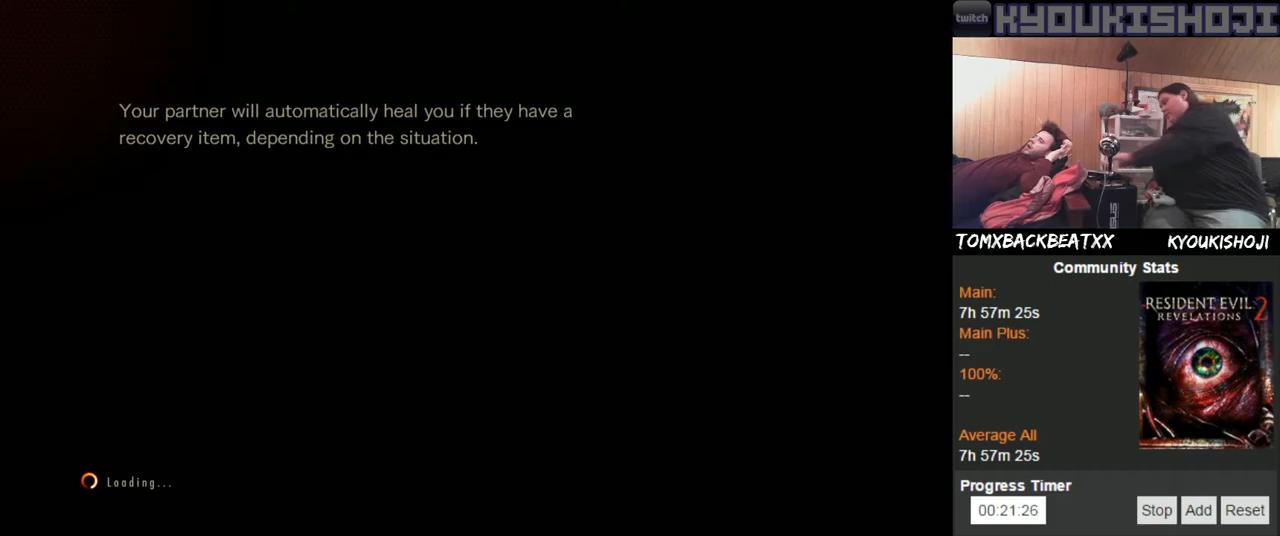 Your partner will automatically heal you if they have a
recovery item, depending on the situation.
Loading...
twitch KYOUKISHOJI
ASUS
TOMXBACKBEATXX KYOUKISHOJI
Community Stats
Main:
7h 57m 25s
Main Plus:
--
100%:
--
Average All
7h 57m 25s
RESIDENT EVIL
REVELATIONS 2
Progress Timer
00:21:26 Stop Add Reset